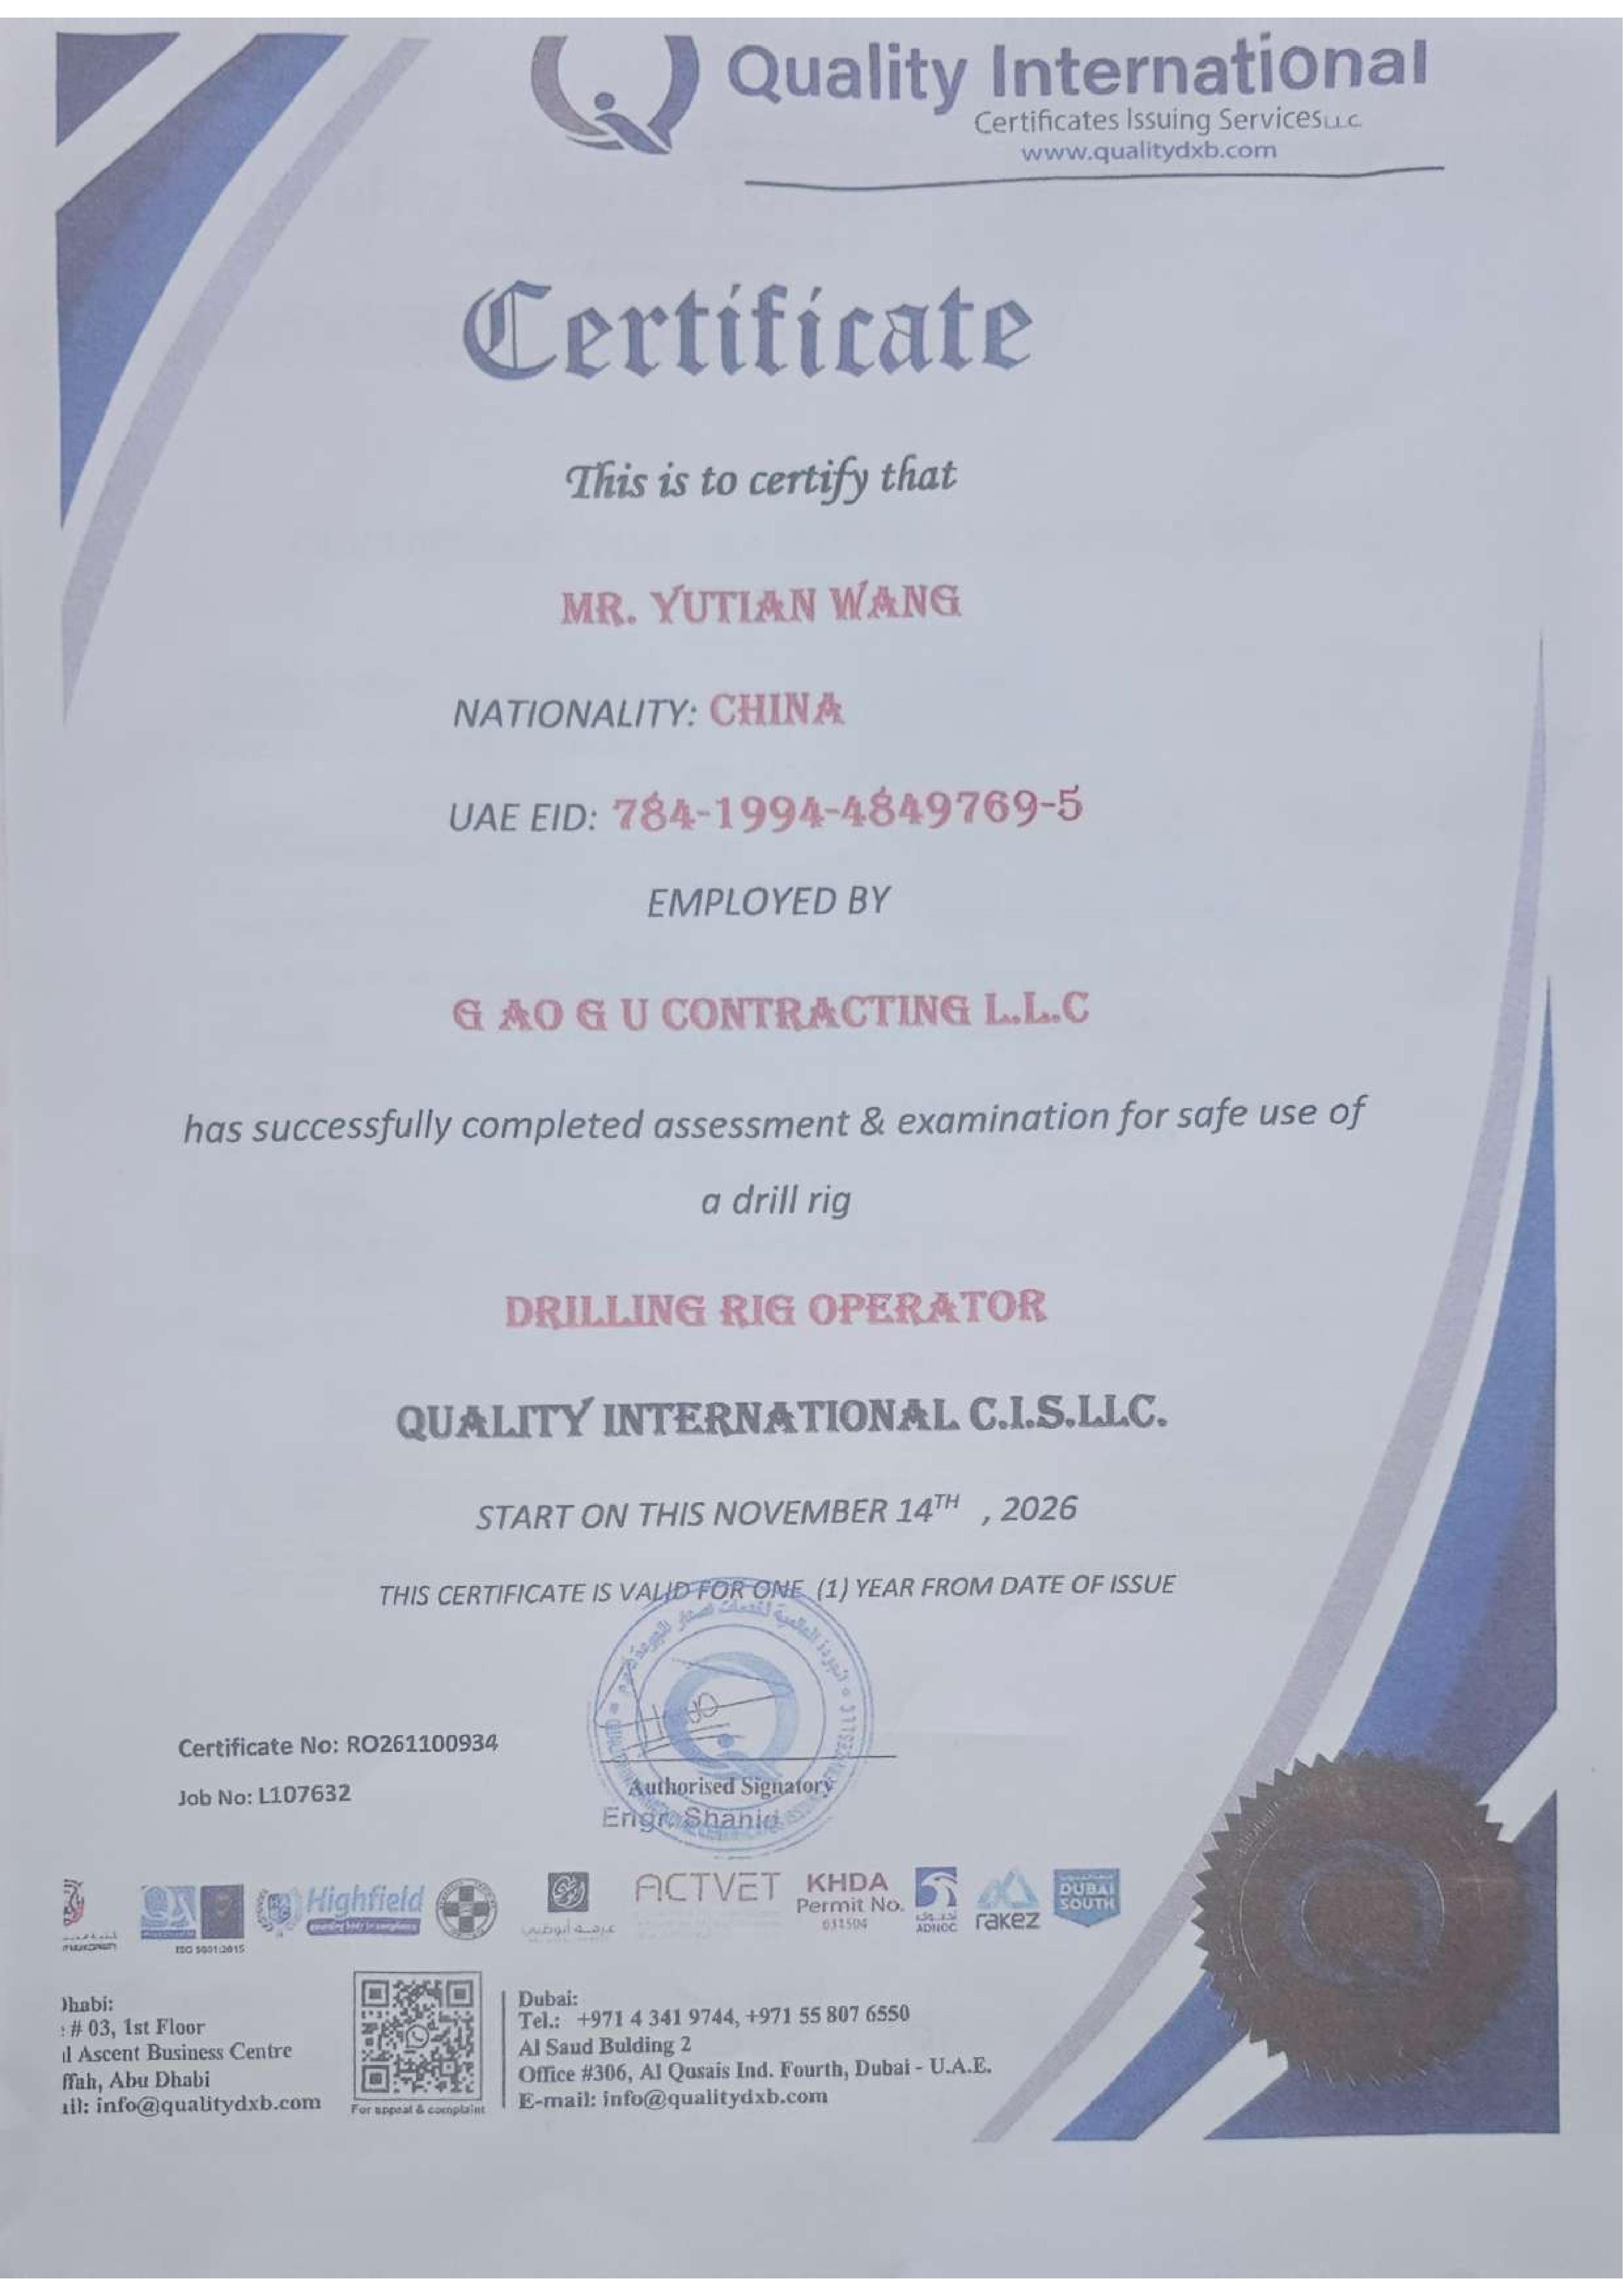 Quality International
Certificates Issuing Services LLC
www.qualitydxb.com
Certificate
This is to certify that
MR. YUTIAN WANG
NATIONALITY: CHINA
UAE EID: 784-1994-4849769-5
EMPLOYED BY
G AO G U CONTRACTING L.L.C
has successfully completed assessment & examination for safe use of
a drill rig
DRILLING RIG OPERATOR
QUALITY INTERNATIONAL C.I.S.LLC.
START ON THIS NOVEMBER 14TH , 2026
THIS CERTIFICATE IS VALID FOR ONE (1) YEAR FROM DATE OF ISSUE
Certificate No: RO261100934
Job No: L107632
Authorised Signatory
Engr. Shahid
ISO 9001:2015
Highfield
ACTVET
KHDA
Permit No.
631504
ADNOC
rakez
DUBAI
SOUTH
Dhabi:
# 03, 1st Floor
Ascent Business Centre
ffah, Abu Dhabi
ail: info@qualitydxb.com
For appeal & complaint
Dubai:
Tel.: +971 4 341 9744, +971 55 807 6550
Al Saud Bulding 2
Office #306, Al Qusais Ind. Fourth, Dubai - U.A.E.
E-mail: info@qualitydxb.com